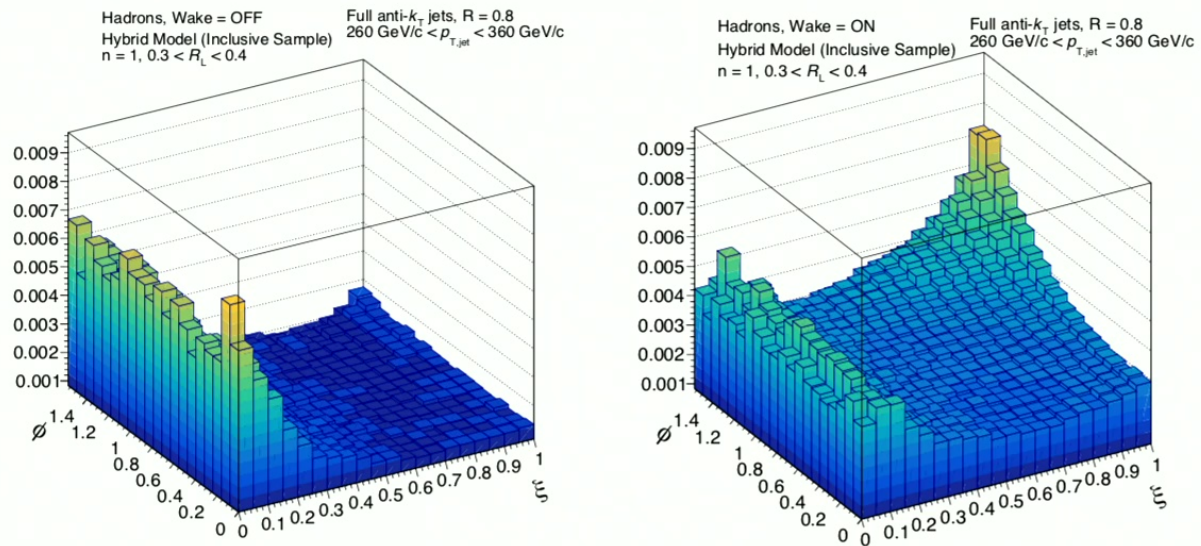 Hadrons, Wake = OFF
Hybrid Model (Inclusive Sample)
n = 1, 0.3 < R_L < 0.4
Full anti-k_T jets, R = 0.8
260 GeV/c < p_T,jet < 360 GeV/c
0.009
0.008
0.007
0.006
0.005
0.004
0.003
0.002
0.001
ϕ
1.4
1.2
1
0.8
0.6
0.4
0.2
0
0 0.1 0.2 0.3 0.4 0.5 0.6 0.7 0.8 0.9 1
ξ
Hadrons, Wake = ON
Hybrid Model (Inclusive Sample)
n = 1, 0.3 < R_L < 0.4
Full anti-k_T jets, R = 0.8
260 GeV/c < p_T,jet < 360 GeV/c
0.009
0.008
0.007
0.006
0.005
0.004
0.003
0.002
0.001
ϕ
1.4
1.2
1
0.8
0.6
0.4
0.2
0
0 0.1 0.2 0.3 0.4 0.5 0.6 0.7 0.8 0.9 1
ξ